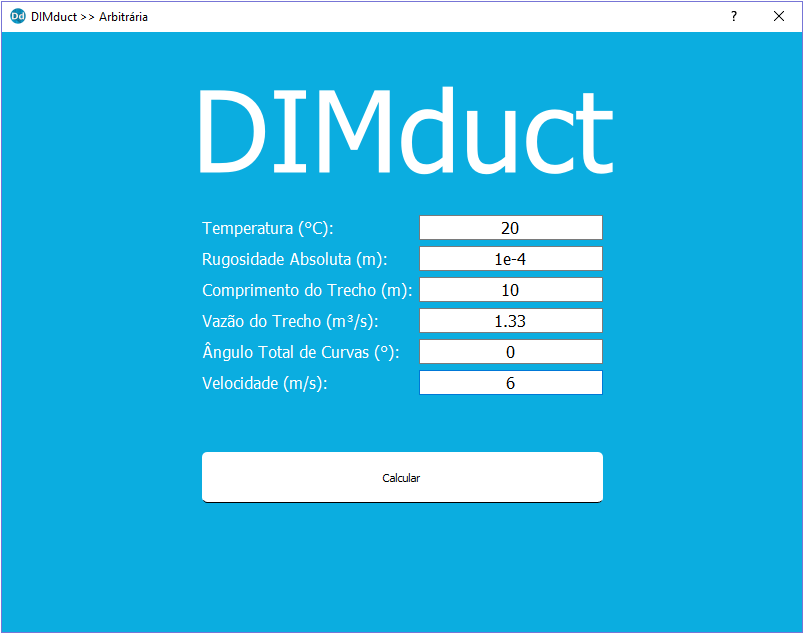 Dd DIMduct >> Arbitrária ?
DIMduct
Temperatura (°C): 20
Rugosidade Absoluta (m): 1e-4
Comprimento do Trecho (m): 10
Vazão do Trecho (m³/s): 1.33
Ângulo Total de Curvas (°): 0
Velocidade (m/s): 6
Calcular